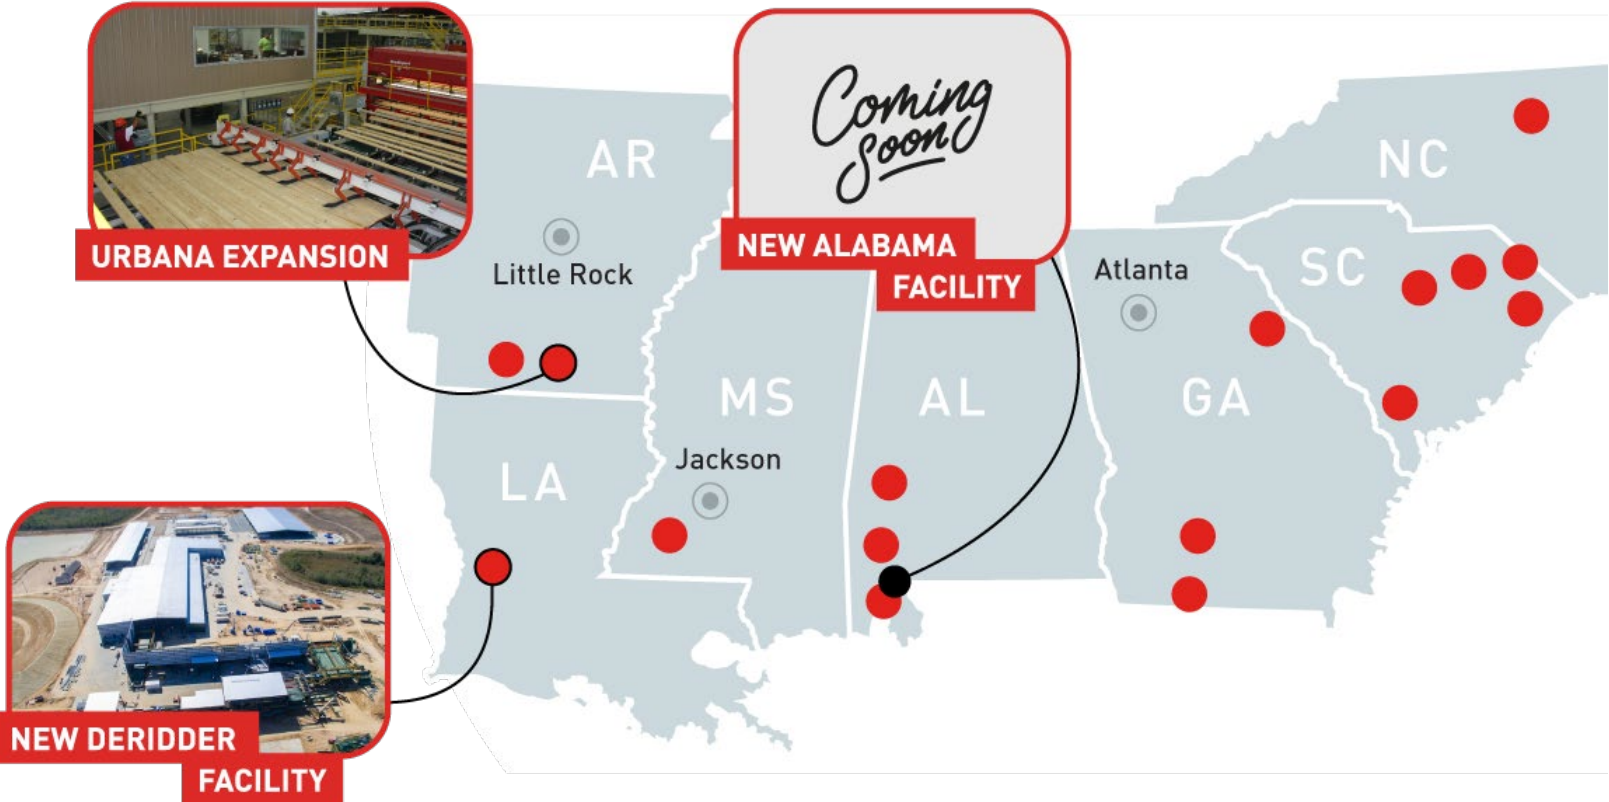 URBANA EXPANSION
Coming
Soon
NEW ALABAMA
FACILITY
AR
Little Rock
NC
SC
Atlanta
MS
AL
GA
Jackson
LA
NEW DERIDDER
FACILITY